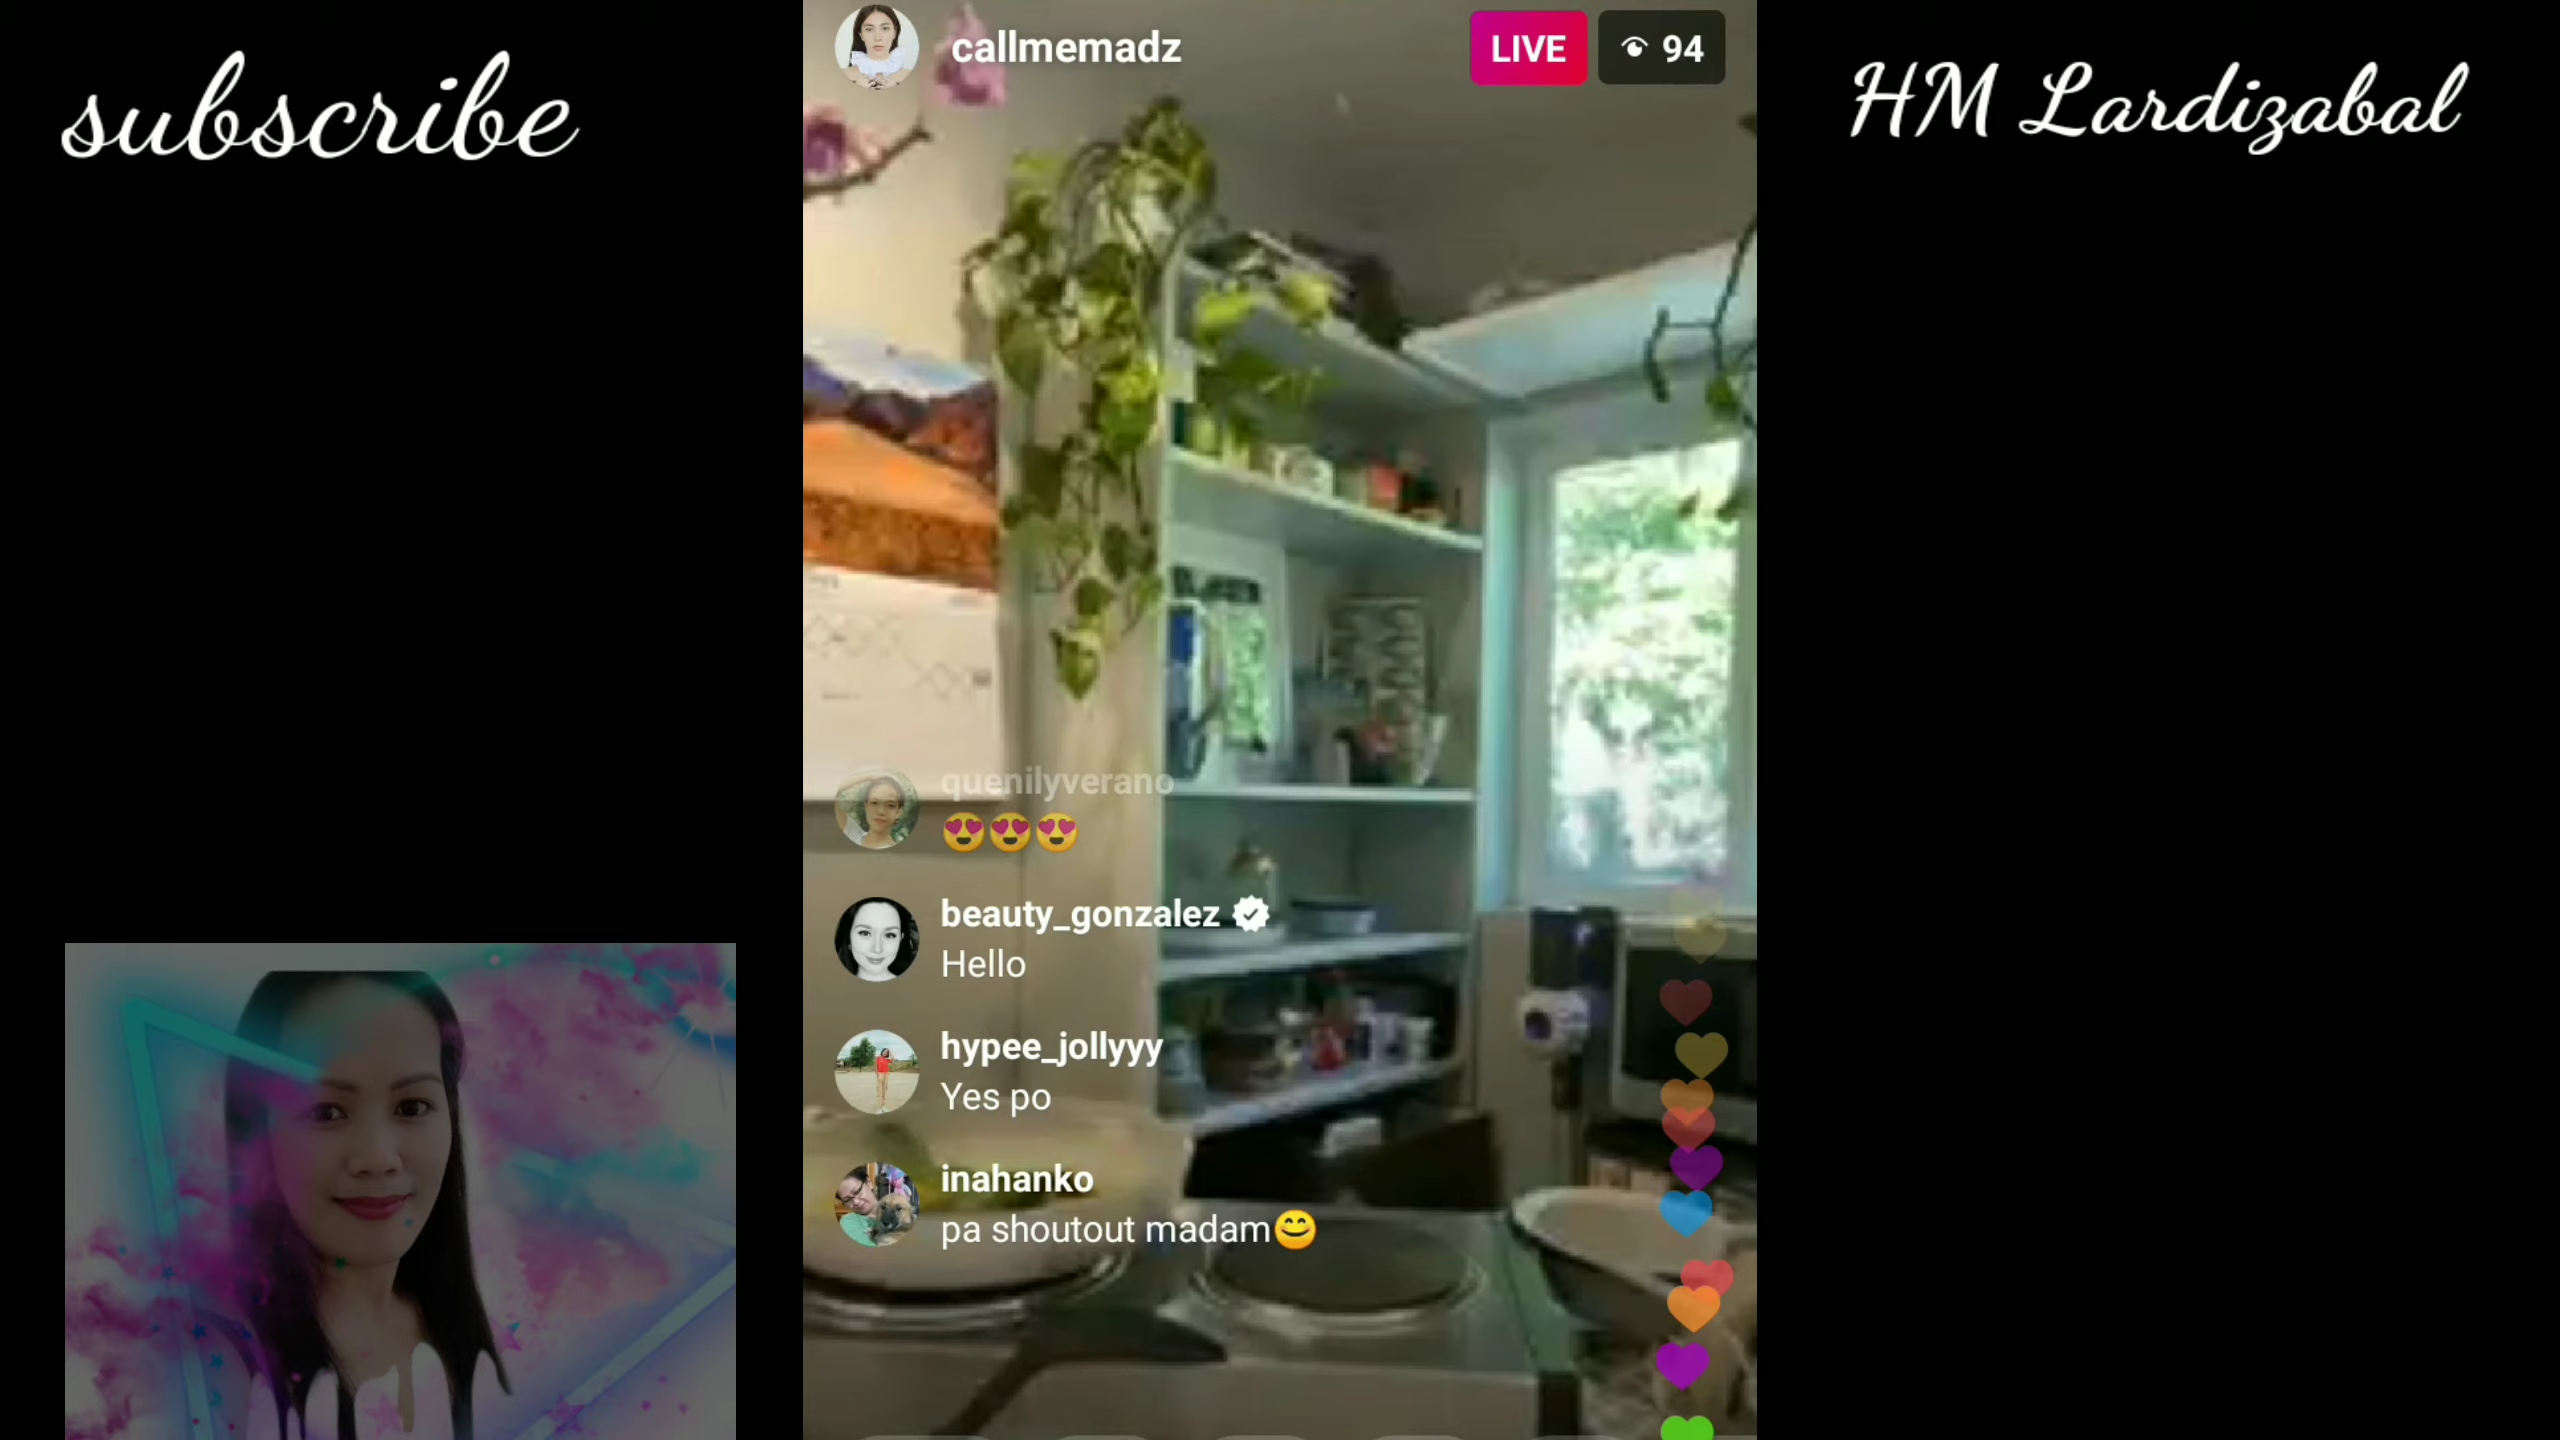 subscribe
HM Lardizabal
callmemadz
LIVE
94
quenilyverano
😍😍😍
beauty_gonzalez
Hello
hypee_jollyyy
Yes po
inahanko
pa shoutout madam😊